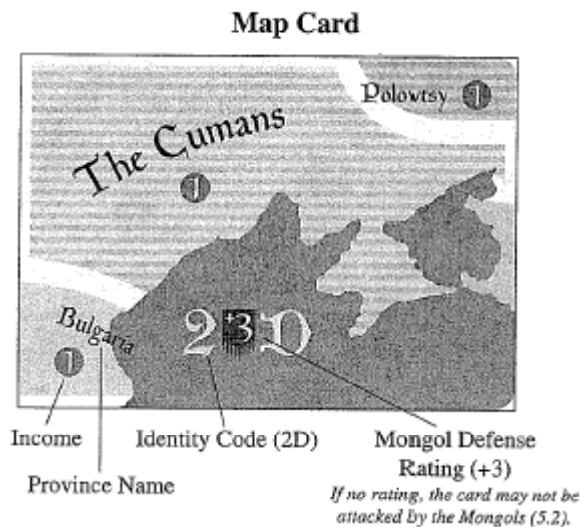 Map Card
Polovtsy 1
The Cumans
1
2 +3 D
Bulgaria
1
Income
Identity Code (2D)
Mongol Defense
Rating (+3)
Province Name
If no rating, the card may not be
attacked by the Mongols (5.2).